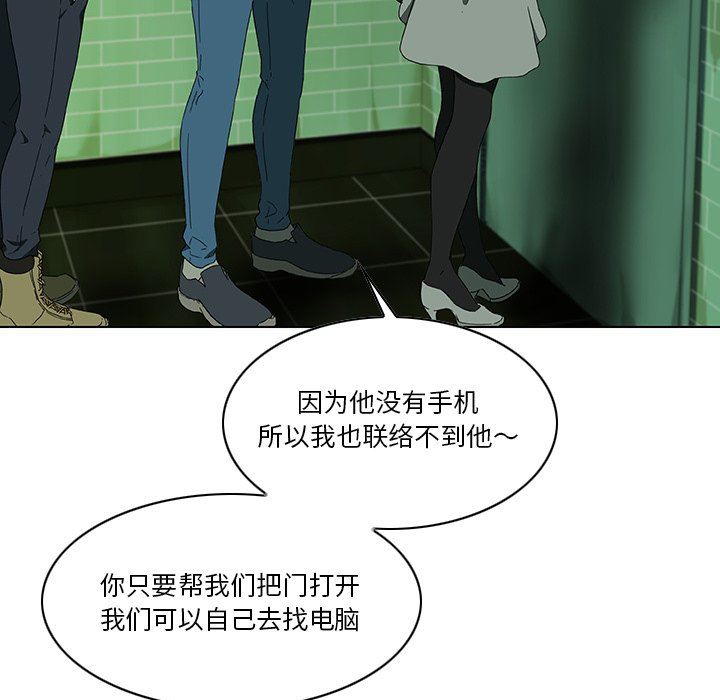 因为他没有手机
所以我也联络不到他～
你只要帮我们把门打开
我们可以自己去找电脑